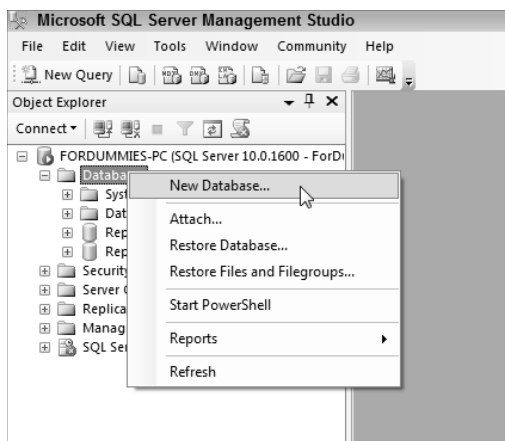 Microsoft SQL Server Management Studio
File Edit View Tools Window Community Help
New Query
Object Explorer
Connect
FORDUMMIES-PC (SQL Server 10.0.1600 - ForD
Databa
New Database...
Syst
Attach...
Dat
Rep
Restore Database...
Rep
Restore Files and Filegroups...
Security
Server
Start PowerShell
Replica
Manag
Reports
SQL Ser
Refresh